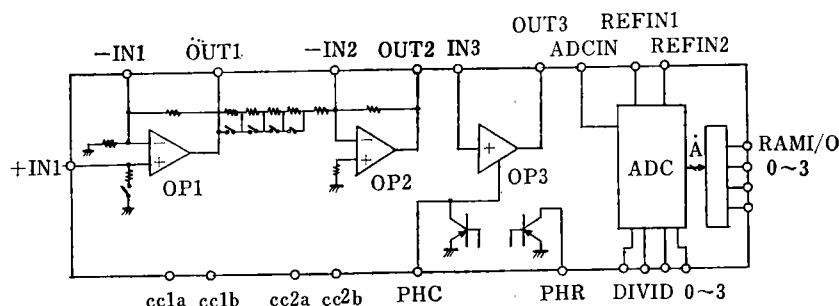 OUT3 REFIN1
−IN1 OUT1 −IN2 OUT2 IN3 ADCIN REFIN2
+IN1 − + OP1 − + OP2 + OP3 ADC A RAMI/O
0~3
cc1a cc1b cc2a cc2b PHC PHR DIVID 0~3